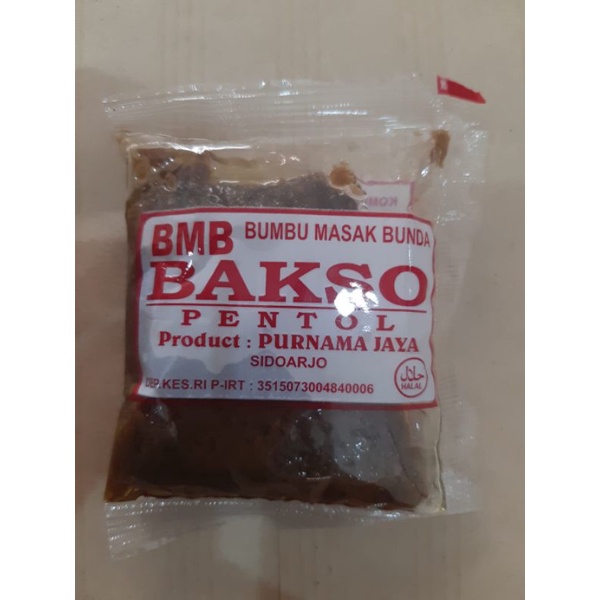 BMB BUMBU MASAK BUNDA
BAKSO
PENTOL
Product : PURNAMA JAYA
SIDOARJO
DEP.KES.RI P-IRT : 3515073004840006
حلال
HALAL